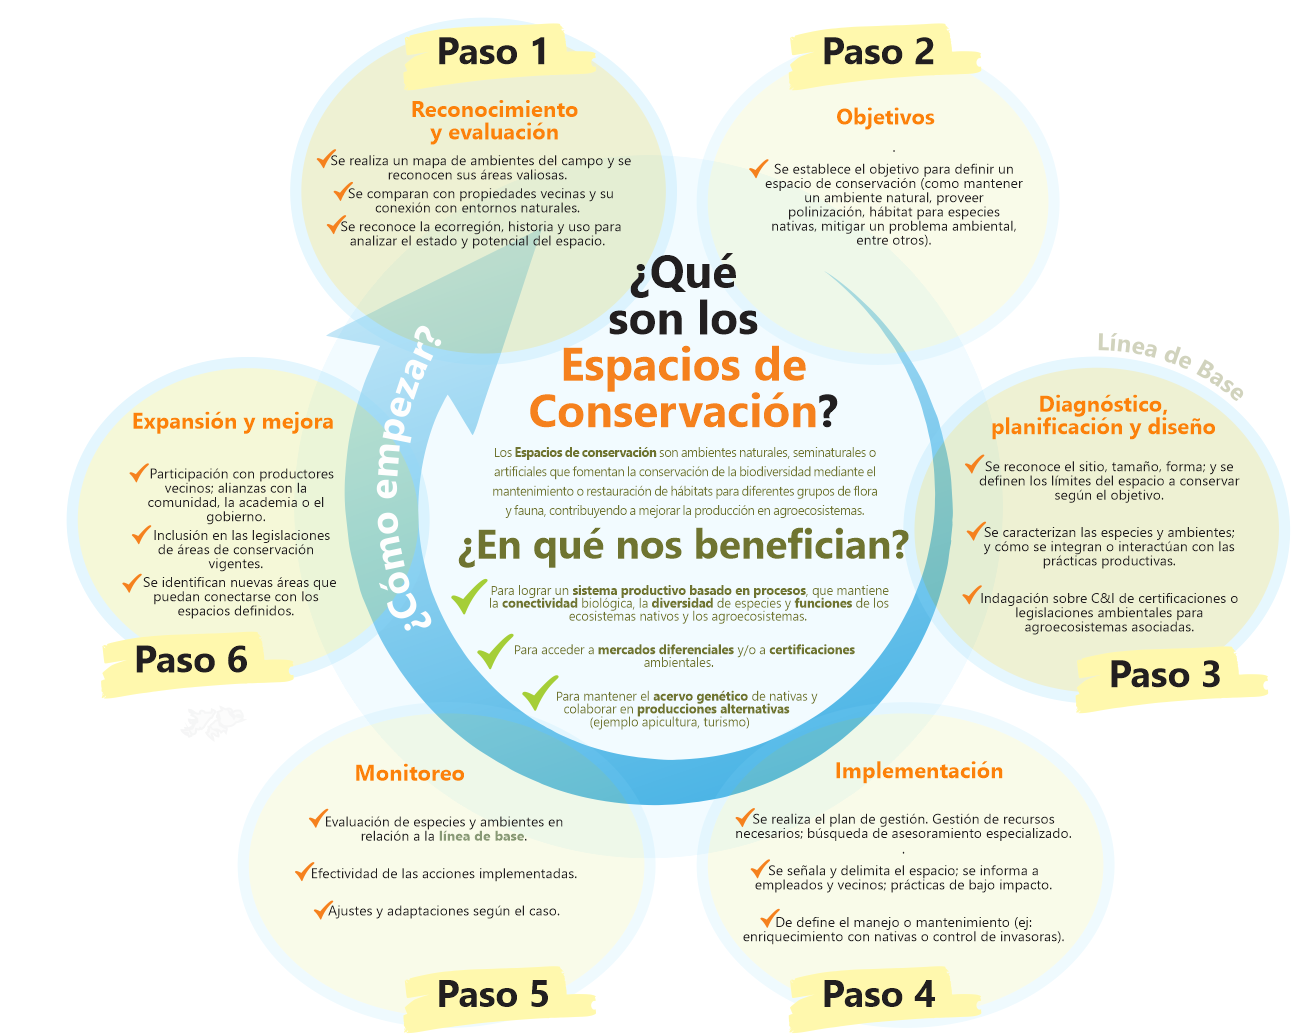 Paso 1
Reconocimiento
y evaluación
Se realiza un mapa de ambientes del campo y se
reconocen sus áreas valiosas.
Se comparan con propiedades vecinas y su
conexión con entornos naturales.
Se reconoce la ecorregión, historia y uso para
analizar el estado y potencial del espacio.
Paso 2
Objetivos
.
Se establece el objetivo para definir un
espacio de conservación (como mantener
un ambiente natural, proveer
polinización, hábitat para especies
nativas, mitigar un problema ambiental,
entre otros).
¿Qué
son los
Espacios de
Conservación?
Los Espacios de conservación son ambientes naturales, seminaturales o
artificiales que fomentan la conservación de la biodiversidad mediante el
mantenimiento o restauración de hábitats para diferentes grupos de flora
y fauna, contribuyendo a mejorar la producción en agroecosistemas.
¿En qué nos benefician?
Para lograr un sistema productivo basado en procesos, que mantiene
la conectividad biológica, la diversidad de especies y funciones de los
ecosistemas nativos y los agroecosistemas.
Para acceder a mercados diferenciales y/o a certificaciones
ambientales.
Para mantener el acervo genético de nativas y
colaborar en producciones alternativas
(ejemplo apicultura, turismo)
¿Cómo empezar?
Línea de Base
Diagnóstico,
planificación y diseño
Se reconoce el sitio, tamaño, forma; y se
definen los límites del espacio a conservar
según el objetivo.
Se caracterizan las especies y ambientes;
y cómo se integran o interactúan con las
prácticas productivas.
Indagación sobre C&I de certificaciones o
legislaciones ambientales para
agroecosistemas asociadas.
Paso 3
Implementación
Se realiza el plan de gestión. Gestión de recursos
necesarios; búsqueda de asesoramiento especializado.
.
Se señala y delimita el espacio; se informa a
empleados y vecinos; prácticas de bajo impacto.
De define el manejo o mantenimiento (ej:
enriquecimiento con nativas o control de invasoras).
Paso 4
Monitoreo
Evaluación de especies y ambientes en
relación a la línea de base.
Efectividad de las acciones implementadas.
Ajustes y adaptaciones según el caso.
Paso 5
Expansión y mejora
Participación con productores
vecinos; alianzas con la
comunidad, la academia o el
gobierno.
Inclusión en las legislaciones
de áreas de conservación
vigentes.
Se identifican nuevas áreas que
puedan conectarse con los
espacios definidos.
Paso 6